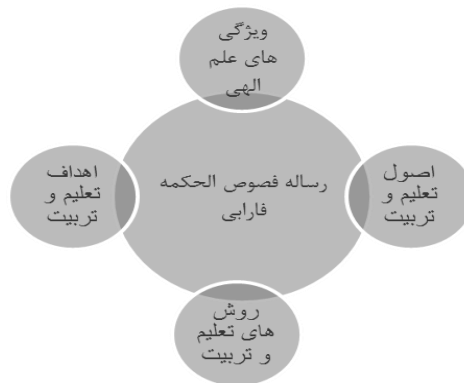 ویژگی
های علم
الهی
اصول
تعلیم و
تربیت
رساله فصوص الحکمه
فارابی
اهداف
تعلیم و
تربیت
روش
های تعلیم
و تربیت